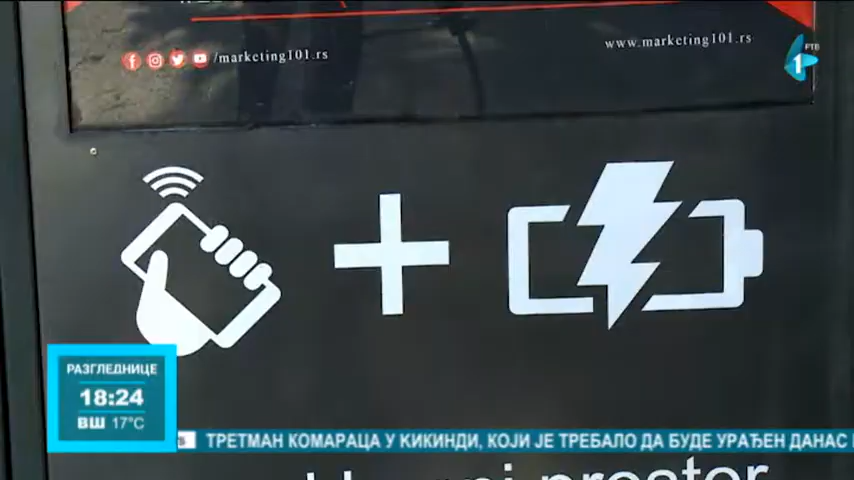 /marketing101.rs
www.marketing101.rs
1
РТВ
РАЗГЛЕДНИЦЕ
18:24
ВШ 17°C
ТРЕТМАН КОМАРАЦА У КИКИНДИ, КОЈИ ЈЕ ТРЕБАЛО ДА БУДЕ УРАЂЕН ДАНАС
prostor